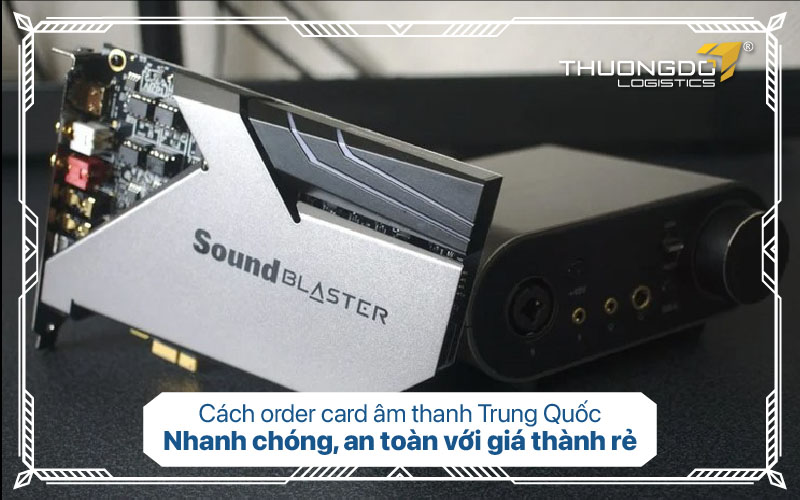 THUONGDO
LOGISTICS
®
Sound BLASTER
Cách order card âm thanh Trung Quốc
Nhanh chóng, an toàn với giá thành rẻ